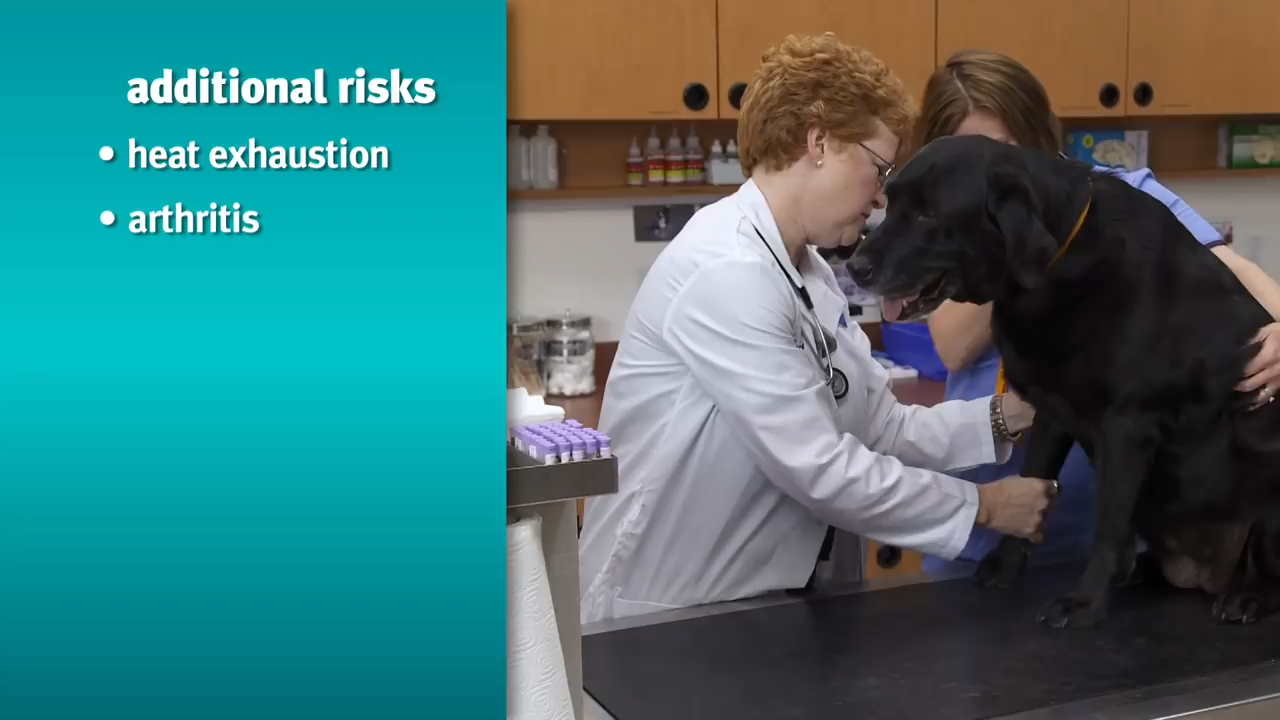 additional risks
• heat exhaustion
• arthritis